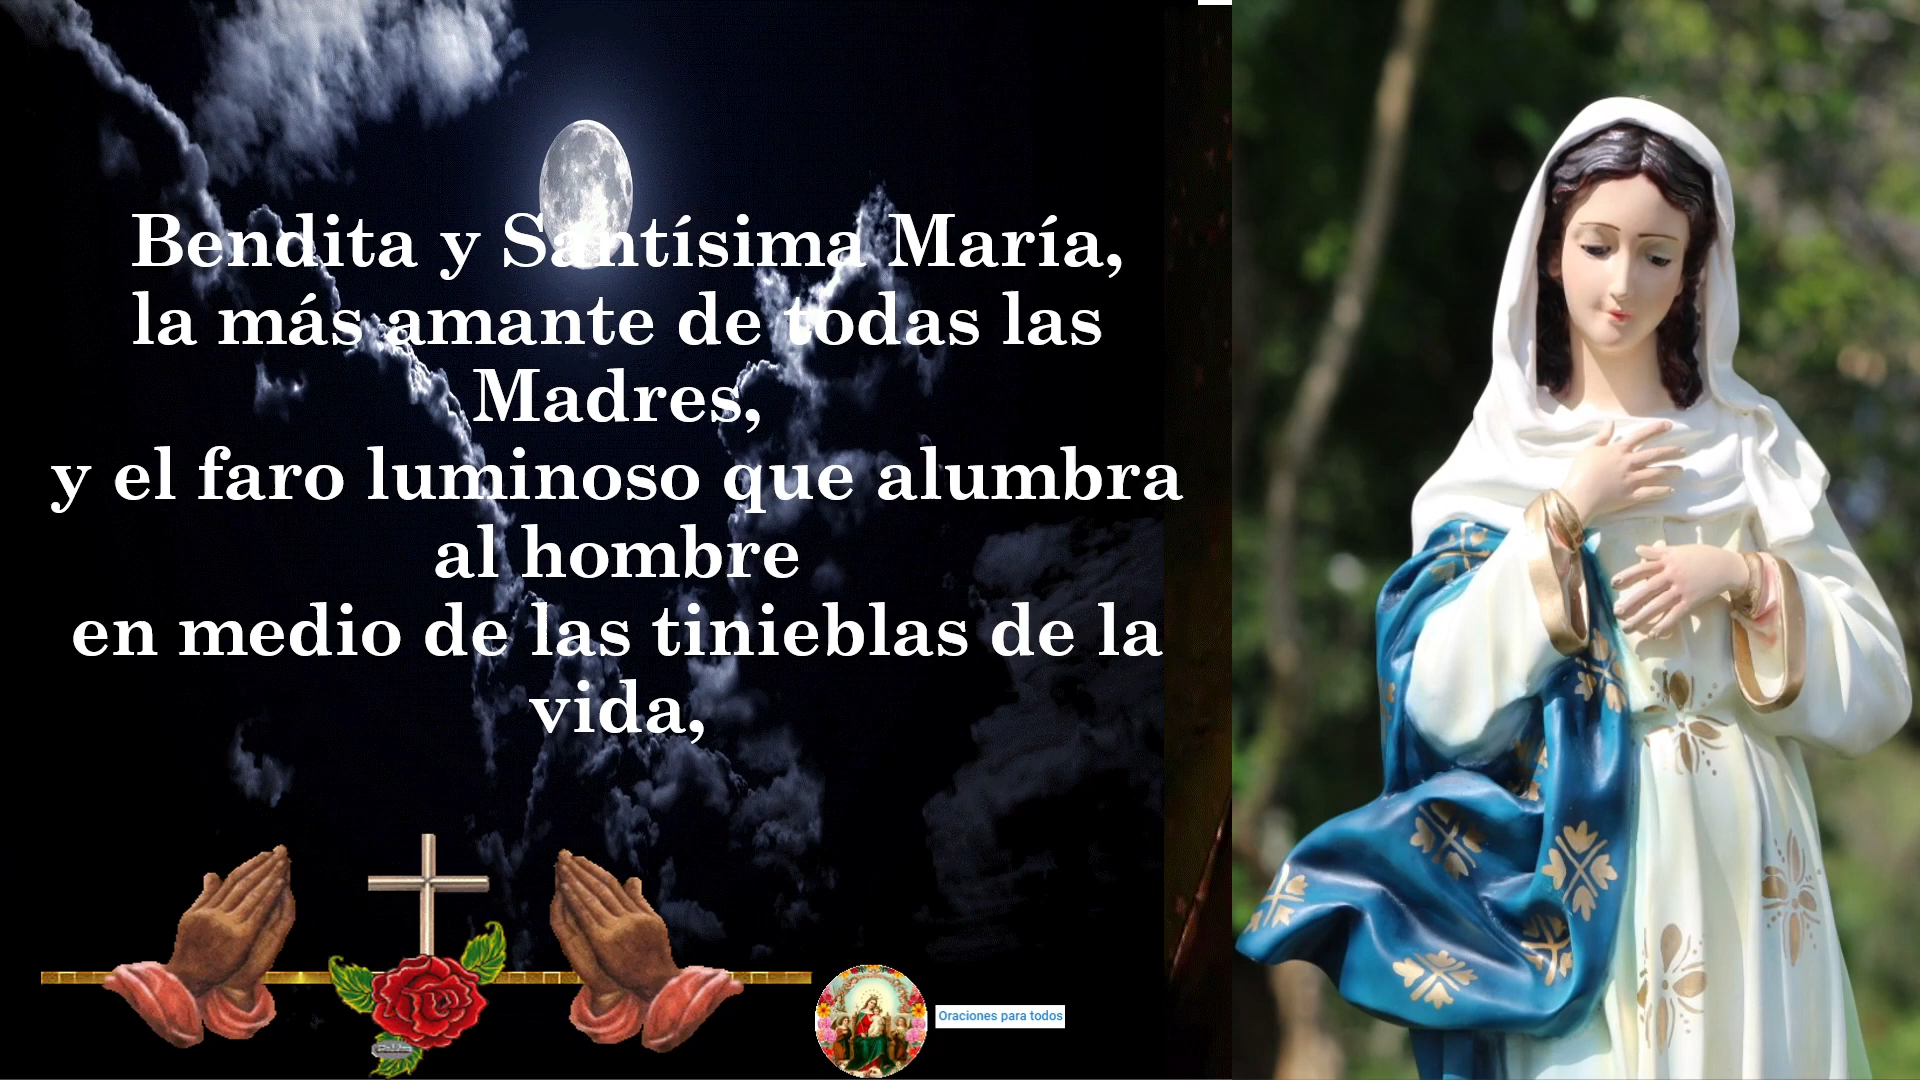 Bendita y Santísima María,
la más amante de todas las
Madres,
y el faro luminoso que alumbra
al hombre
en medio de las tinieblas de la
vida,
Oraciones para todos